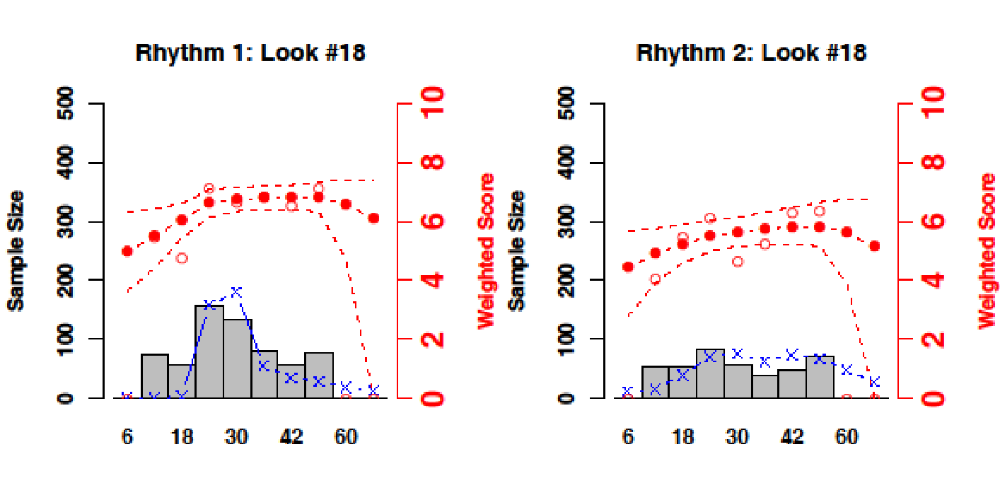 Rhythm 1: Look #18
Sample Size
0 100 200 300 400 500
0 2 4 6 8 10
Weighted Score
6 18 30 42 60
Rhythm 2: Look #18
Sample Size
0 100 200 300 400 500
0 2 4 6 8 10
Weighted Score
6 18 30 42 60